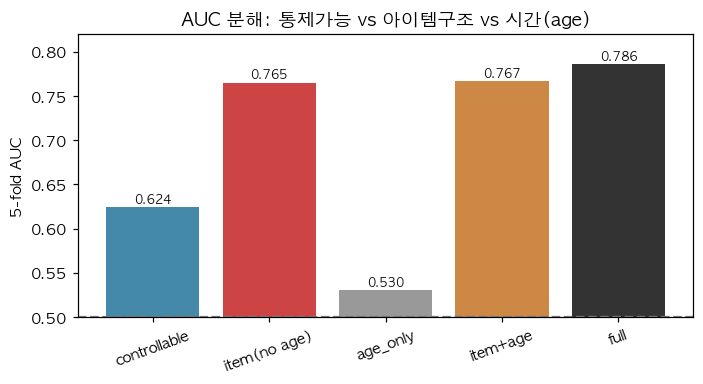 AUC 분해: 통제가능 vs 아이템구조 vs 시간(age)
5-fold AUC
0.80
0.75
0.70
0.65
0.60
0.55
0.50
0.624
0.765
0.530
0.767
0.786
controllable
item(no age)
age_only
item+age
full